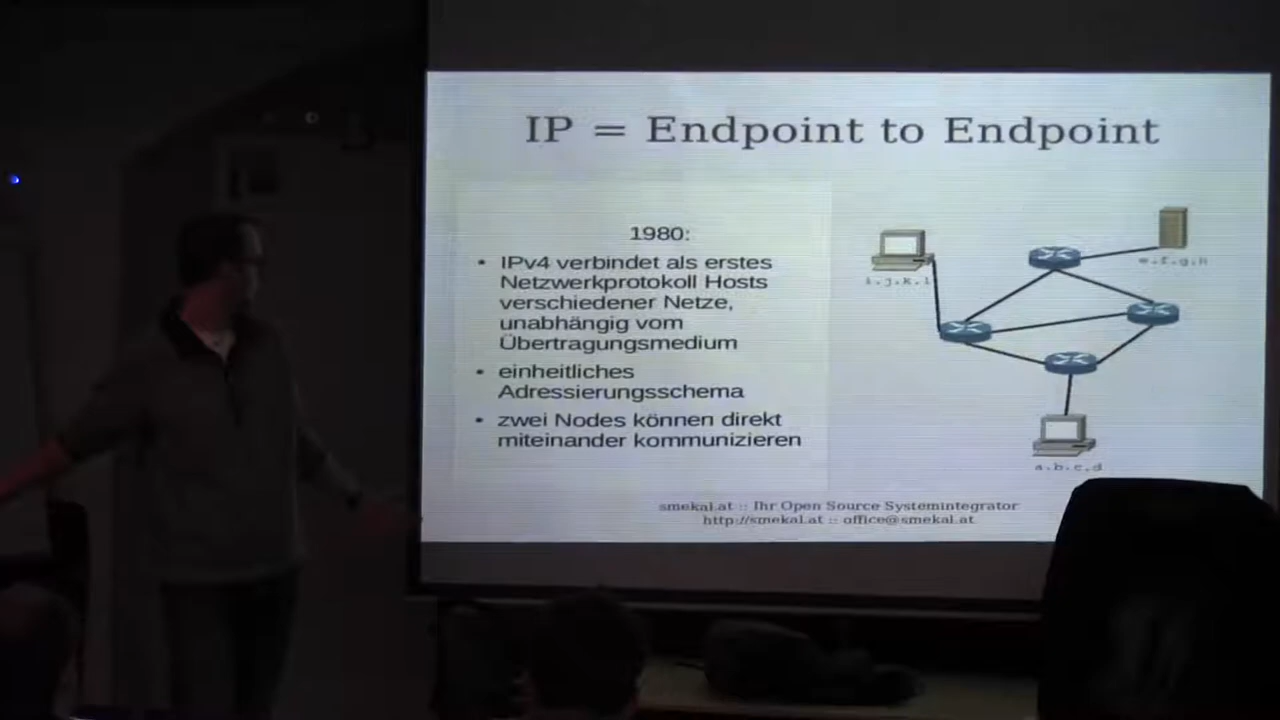 IP = Endpoint to Endpoint
1980:
• IPv4 verbindet als erstes
Netzwerkprotokoll Hosts
verschiedener Netze,
unabhängig vom
Übertragungsmedium
• einheitliches
Adressierungsschema
• zwei Nodes können direkt
miteinander kommunizieren
i.j.k.l
e.f.g.h
a.b.c.d
smekal.at :: Ihr Open Source Systemintegrator
http://smekal.at :: office@smekal.at